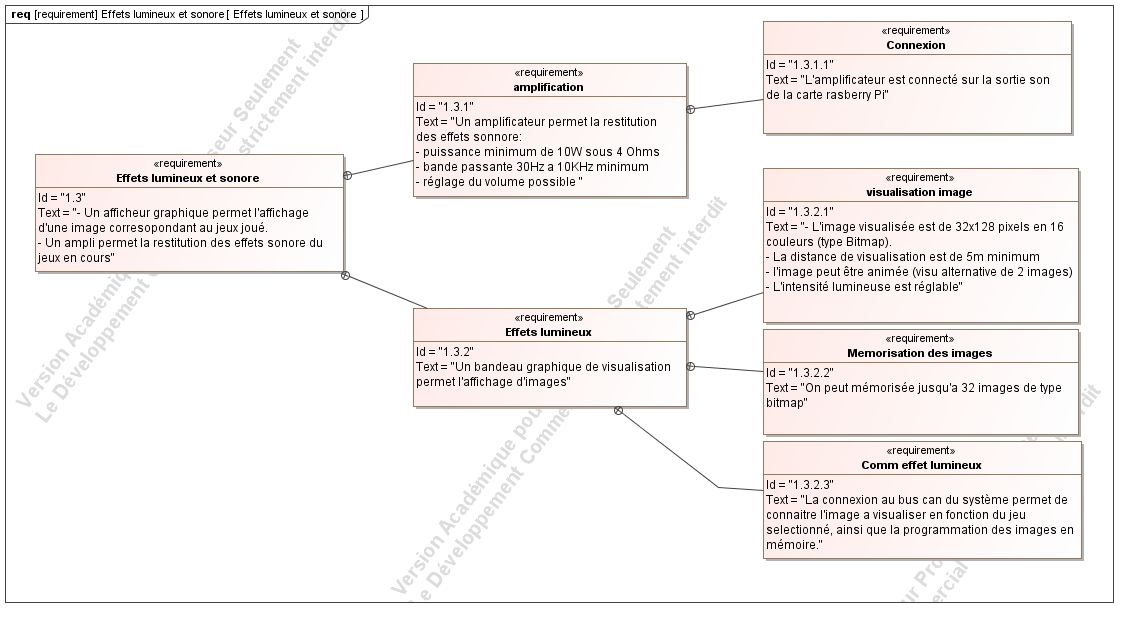 req [requirement] Effets lumineux et sonore [ Effets lumineux et sonore ]
«requirement»
Effets lumineux et sonore
Id = "1.3"
Text = "- Un afficheur graphique permet l'affichage
d'une image corresopondant au jeux joué.
- Un ampli permet la restitution des effets sonore du
jeux en cours"
«requirement»
amplification
Id = "1.3.1"
Text = "Un amplificateur permet la restitution
des effets sonnore:
- puissance minimum de 10W sous 4 Ohms
- bande passante 30Hz a 10KHz minimum
- réglage du volume possible "
«requirement»
Connexion
Id = "1.3.1.1"
Text = "L'amplificateur est connecté sur la sortie son
de la carte rasberry Pi"
«requirement»
Effets lumineux
Id = "1.3.2"
Text = "Un bandeau graphique de visualisation
permet l'affichage d'images"
«requirement»
visualisation image
Id = "1.3.2.1"
Text = "- L'image visualisée est de 32x128 pixels en 16
couleurs (type Bitmap).
- La distance de visualisation est de 5m minimum
- l'image peut être animée (visu alternative de 2 images)
- L'intensité lumineuse est réglable"
«requirement»
Memorisation des images
Id = "1.3.2.2"
Text = "On peut mémorisée jusqu'a 32 images de type
bitmap"
«requirement»
Comm effet lumineux
Id = "1.3.2.3"
Text = "La connexion au bus can du système permet de
connaitre l'image a visualiser en fonction du jeu
selectionné, ainsi que la programmation des images en
mémoire."
Version Académique
seur Seulement
Le Développement
strictement interdit
Version Académique
Seulement
Le Développement
interdit